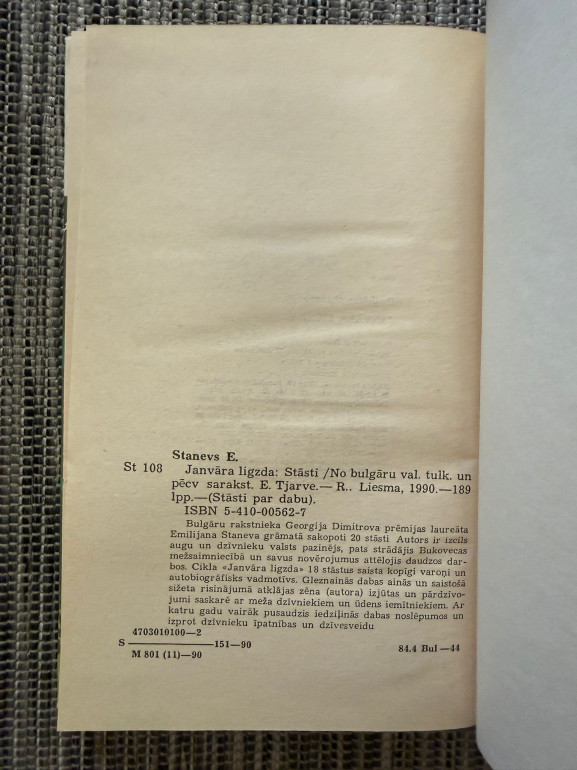 Stanevs E.
St 108 Janvāra ligzda: Stāsti /No bulgāru val. tulk. un
pēcv sarakst. E. Tjarve.— R.. Liesma, 1990.—189
lpp.—(Stāsti par dabu).
ISBN 5-410-00562-7
Bulgāru rakstnieka Georgija Dimitrova prēmijas laureāta
Emilijana Staneva grāmatā sakopoti 20 stāsti Autors ir izcils
augu un dzīvnieku valsts pazinējs, pats strādājis Bukovecas
mežsaimniecībā un savus novērojumus attēlojis daudzos dar-
bos. Cikla «Janvāra ligzda» 18 stāstus saista kopīgi varoņi un
autobiogrāfisks vadmotīvs. Gleznainās dabas ainās un saistošā
sižeta risinājumā atklājas zēna (autora) izjūtas un pārdzīvo-
jumi saskarē ar meža dzīvniekiem un ūdens iemītniekiem. Ar
katru gadu vairāk pusaudzis iedziļinās dabas noslēpumos un
izprot dzīvnieku īpatnības un dzīvesveidu
4703010100—2
S ————— 151—90
M 801 (11)—90
84.4 Bul —44